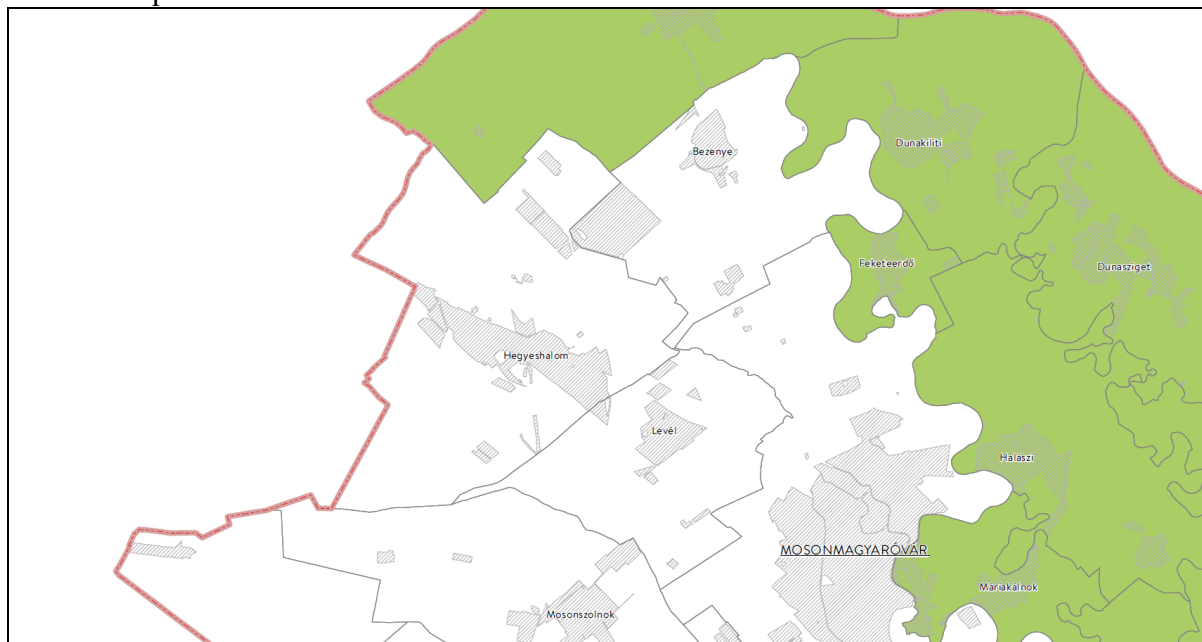 Bezenye
Dunakiliti
Feketeerdő
Dunasziget
Hegyeshalom
Levél
Halászi
MOSONMAGYARÓVÁR
Máriakálnok
Mosonszolnok